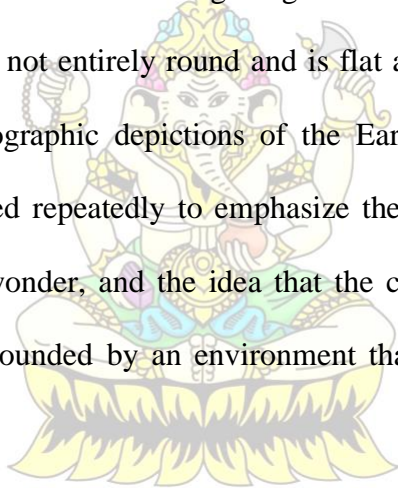 not entirely round and is flat a
ographic depictions of the Ear
ed repeatedly to emphasize the
wonder, and the idea that the c
ounded by an environment tha